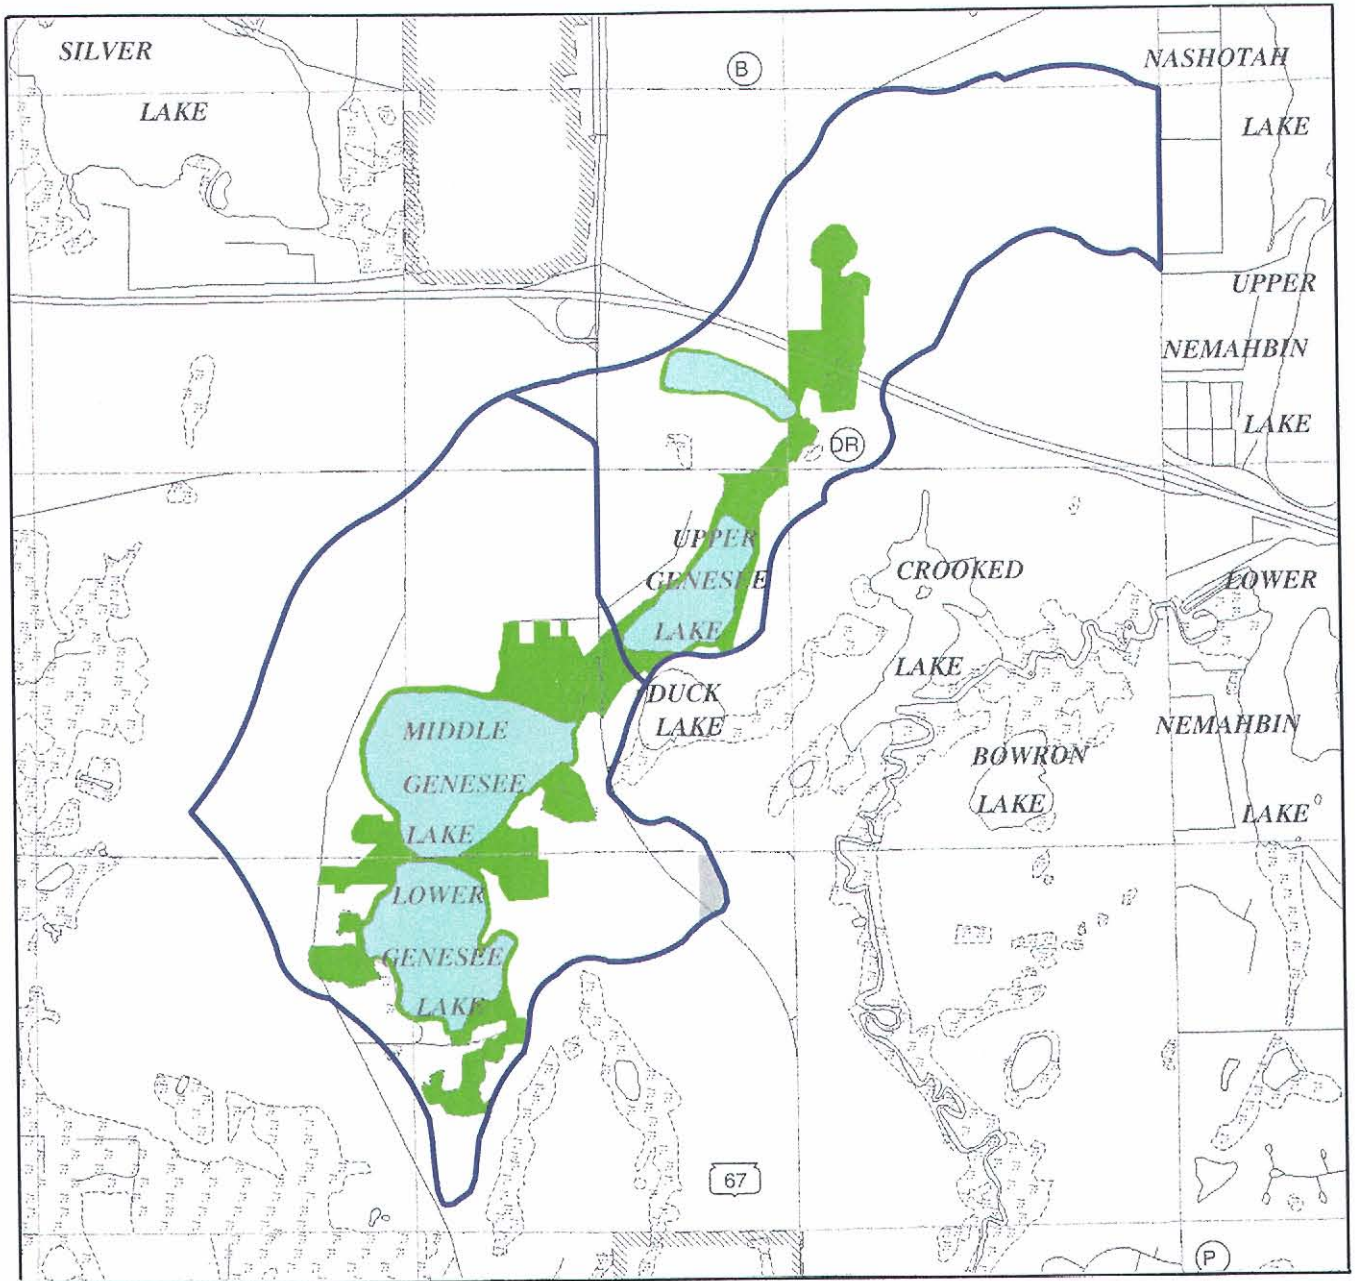 SILVER
LAKE
B
NASHOTAH
LAKE
UPPER
NEMAHBIN
LAKE
DR
UPPER
GENESEE
LAKE
CROOKED
LAKE
LOWER
NEMAHBIN
LAKE
DUCK
LAKE
BOWRON
LAKE
MIDDLE
GENESEE
LAKE
LOWER
GENESEE
LAKE
67
P